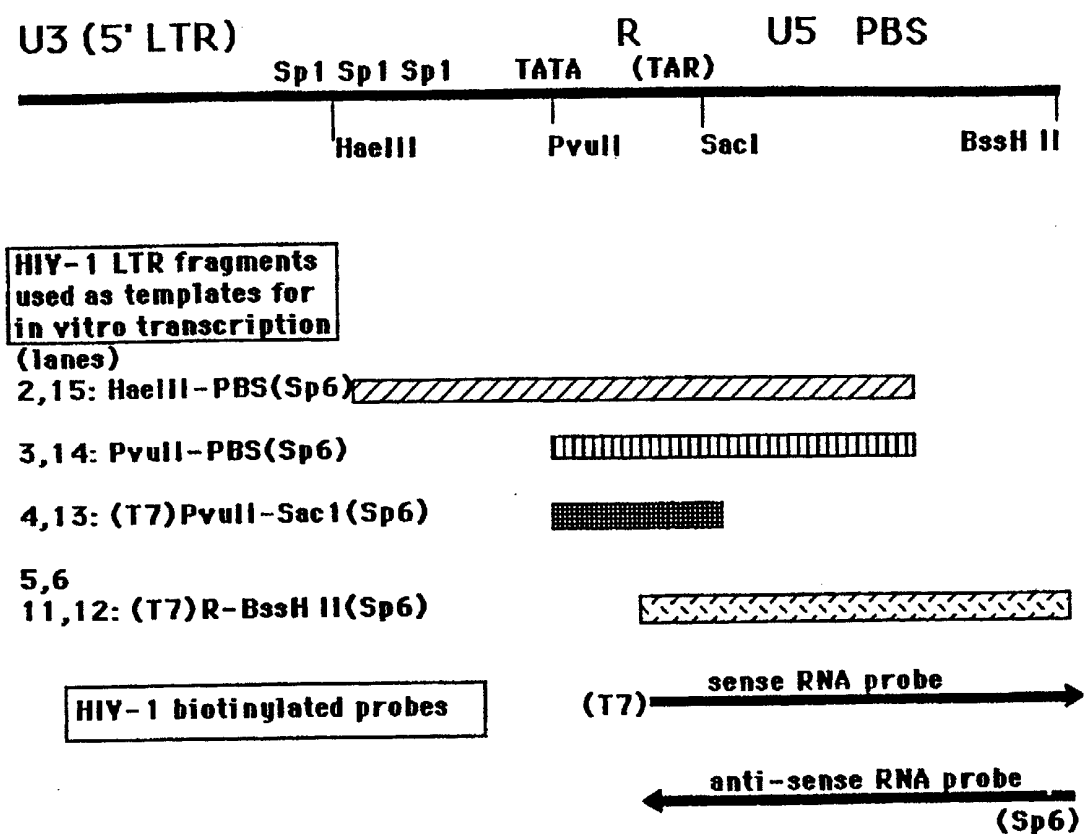 U3 (5' LTR) R U5 PBS
Sp1 Sp1 Sp1 TATA (TAR)
HaeIII PvuII SacI BssH II
HIV-1 LTR fragments
used as templates for
in vitro transcription
(lanes)
2,15: HaeIII-PBS(Sp6)
3,14: PvuII-PBS(Sp6)
4,13: (T7)PvuII-Sac1(Sp6)
5,6
11,12: (T7)R-BssH II(Sp6)
sense RNA probe
HIV-1 biotinylated probes (T7)
anti-sense RNA probe
(Sp6)